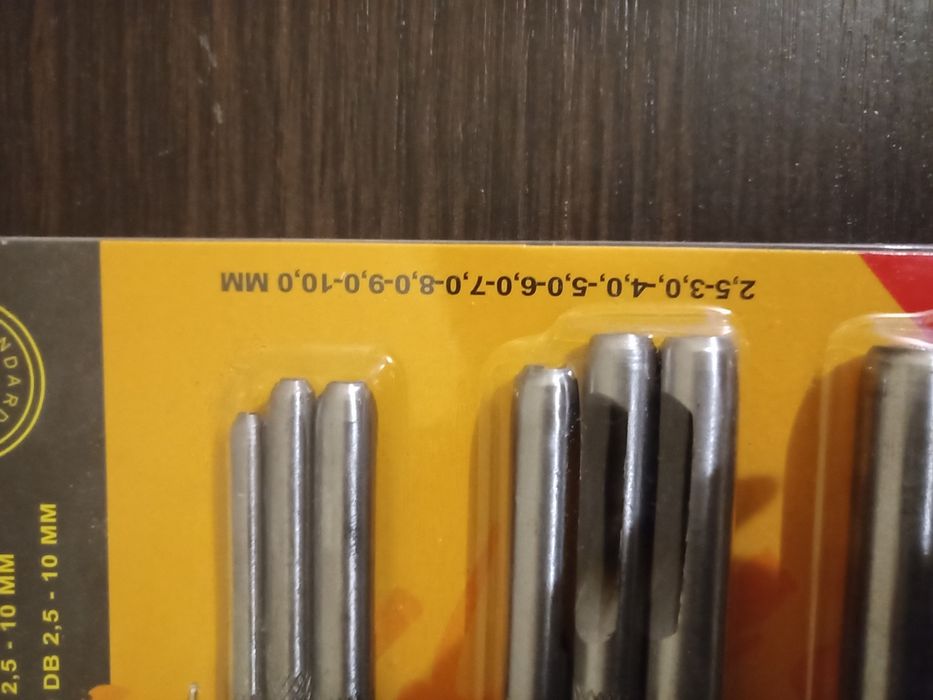 2,5-3,0,-4,0,-5,0-6,0-7,0-8,0-9,0-10,0 MM
NDARD
2,5 - 10 MM
DB 2,5 - 10 MM